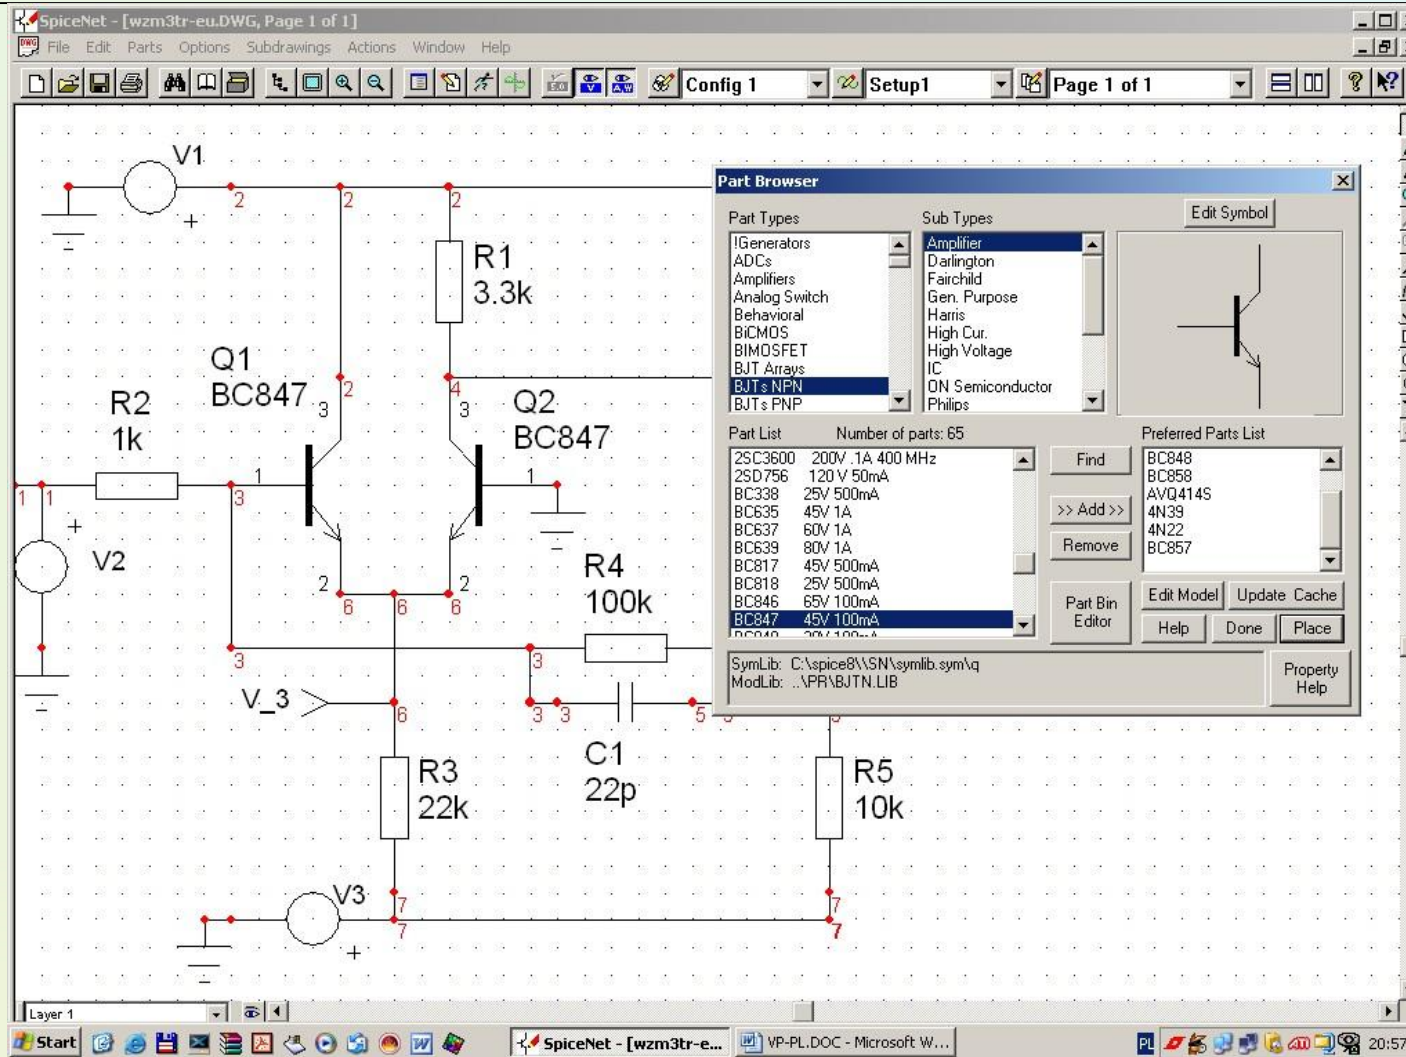 SpiceNet - [wzm3tr-eu.DWG, Page 1 of 1]
DWG File Edit Parts Options Subdrawings Actions Window Help
Config 1 Setup1 Page 1 of 1
V1
2 2 2
+
R1
3.3k
Q1
BC847
2 4
3 3
Q2
BC847
R2
1k
1 1 3 1 1
+
V2
2 2
6 6 6
R4
100k
3 3
V_3
6 3 3 5
C1
22p
R3
22k
R5
10k
V3
7 7
7 7
+
Layer 1
Part Browser
Part Types Sub Types Edit Symbol
!Generators
ADCs
Amplifiers
Analog Switch
Behavioral
BiCMOS
BIMOSFET
BJT Arrays
BJTs NPN
BJTs PNP
Amplifier
Darlington
Fairchild
Gen. Purpose
Harris
High Cur.
High Voltage
IC
ON Semiconductor
Philips
Part List Number of parts: 65
2SC3600 200V .1A 400 MHz
2SD756 120 V 50mA
BC338 25V 500mA
BC635 45V 1A
BC637 60V 1A
BC639 80V 1A
BC817 45V 500mA
BC818 25V 500mA
BC846 65V 100mA
BC847 45V 100mA
Find
>> Add >>
Remove
Part Bin
Editor
Preferred Parts List
BC848
BC858
AVQ414S
4N39
4N22
BC857
Edit Model Update Cache
Help Done Place
SymLib: C:\spice8\\SN\symlib.sym\q
ModLib: ..\PR\BJTN.LIB
Property
Help
Start SpiceNet - [wzm3tr-e... VP-PL.DOC - Microsoft W... PL 20:57